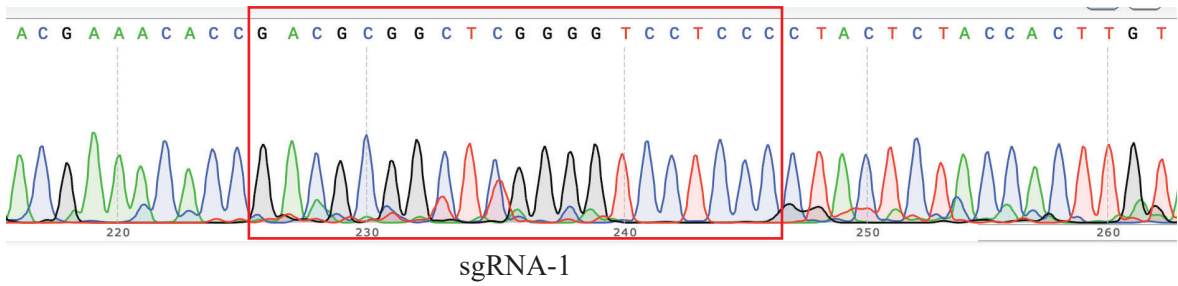 A C G A A A C A C C G A C G C G G C T C G G G G T C C T C C C C T A C T C T A C C A C T T G T
220 230 240 250 260
sgRNA-1